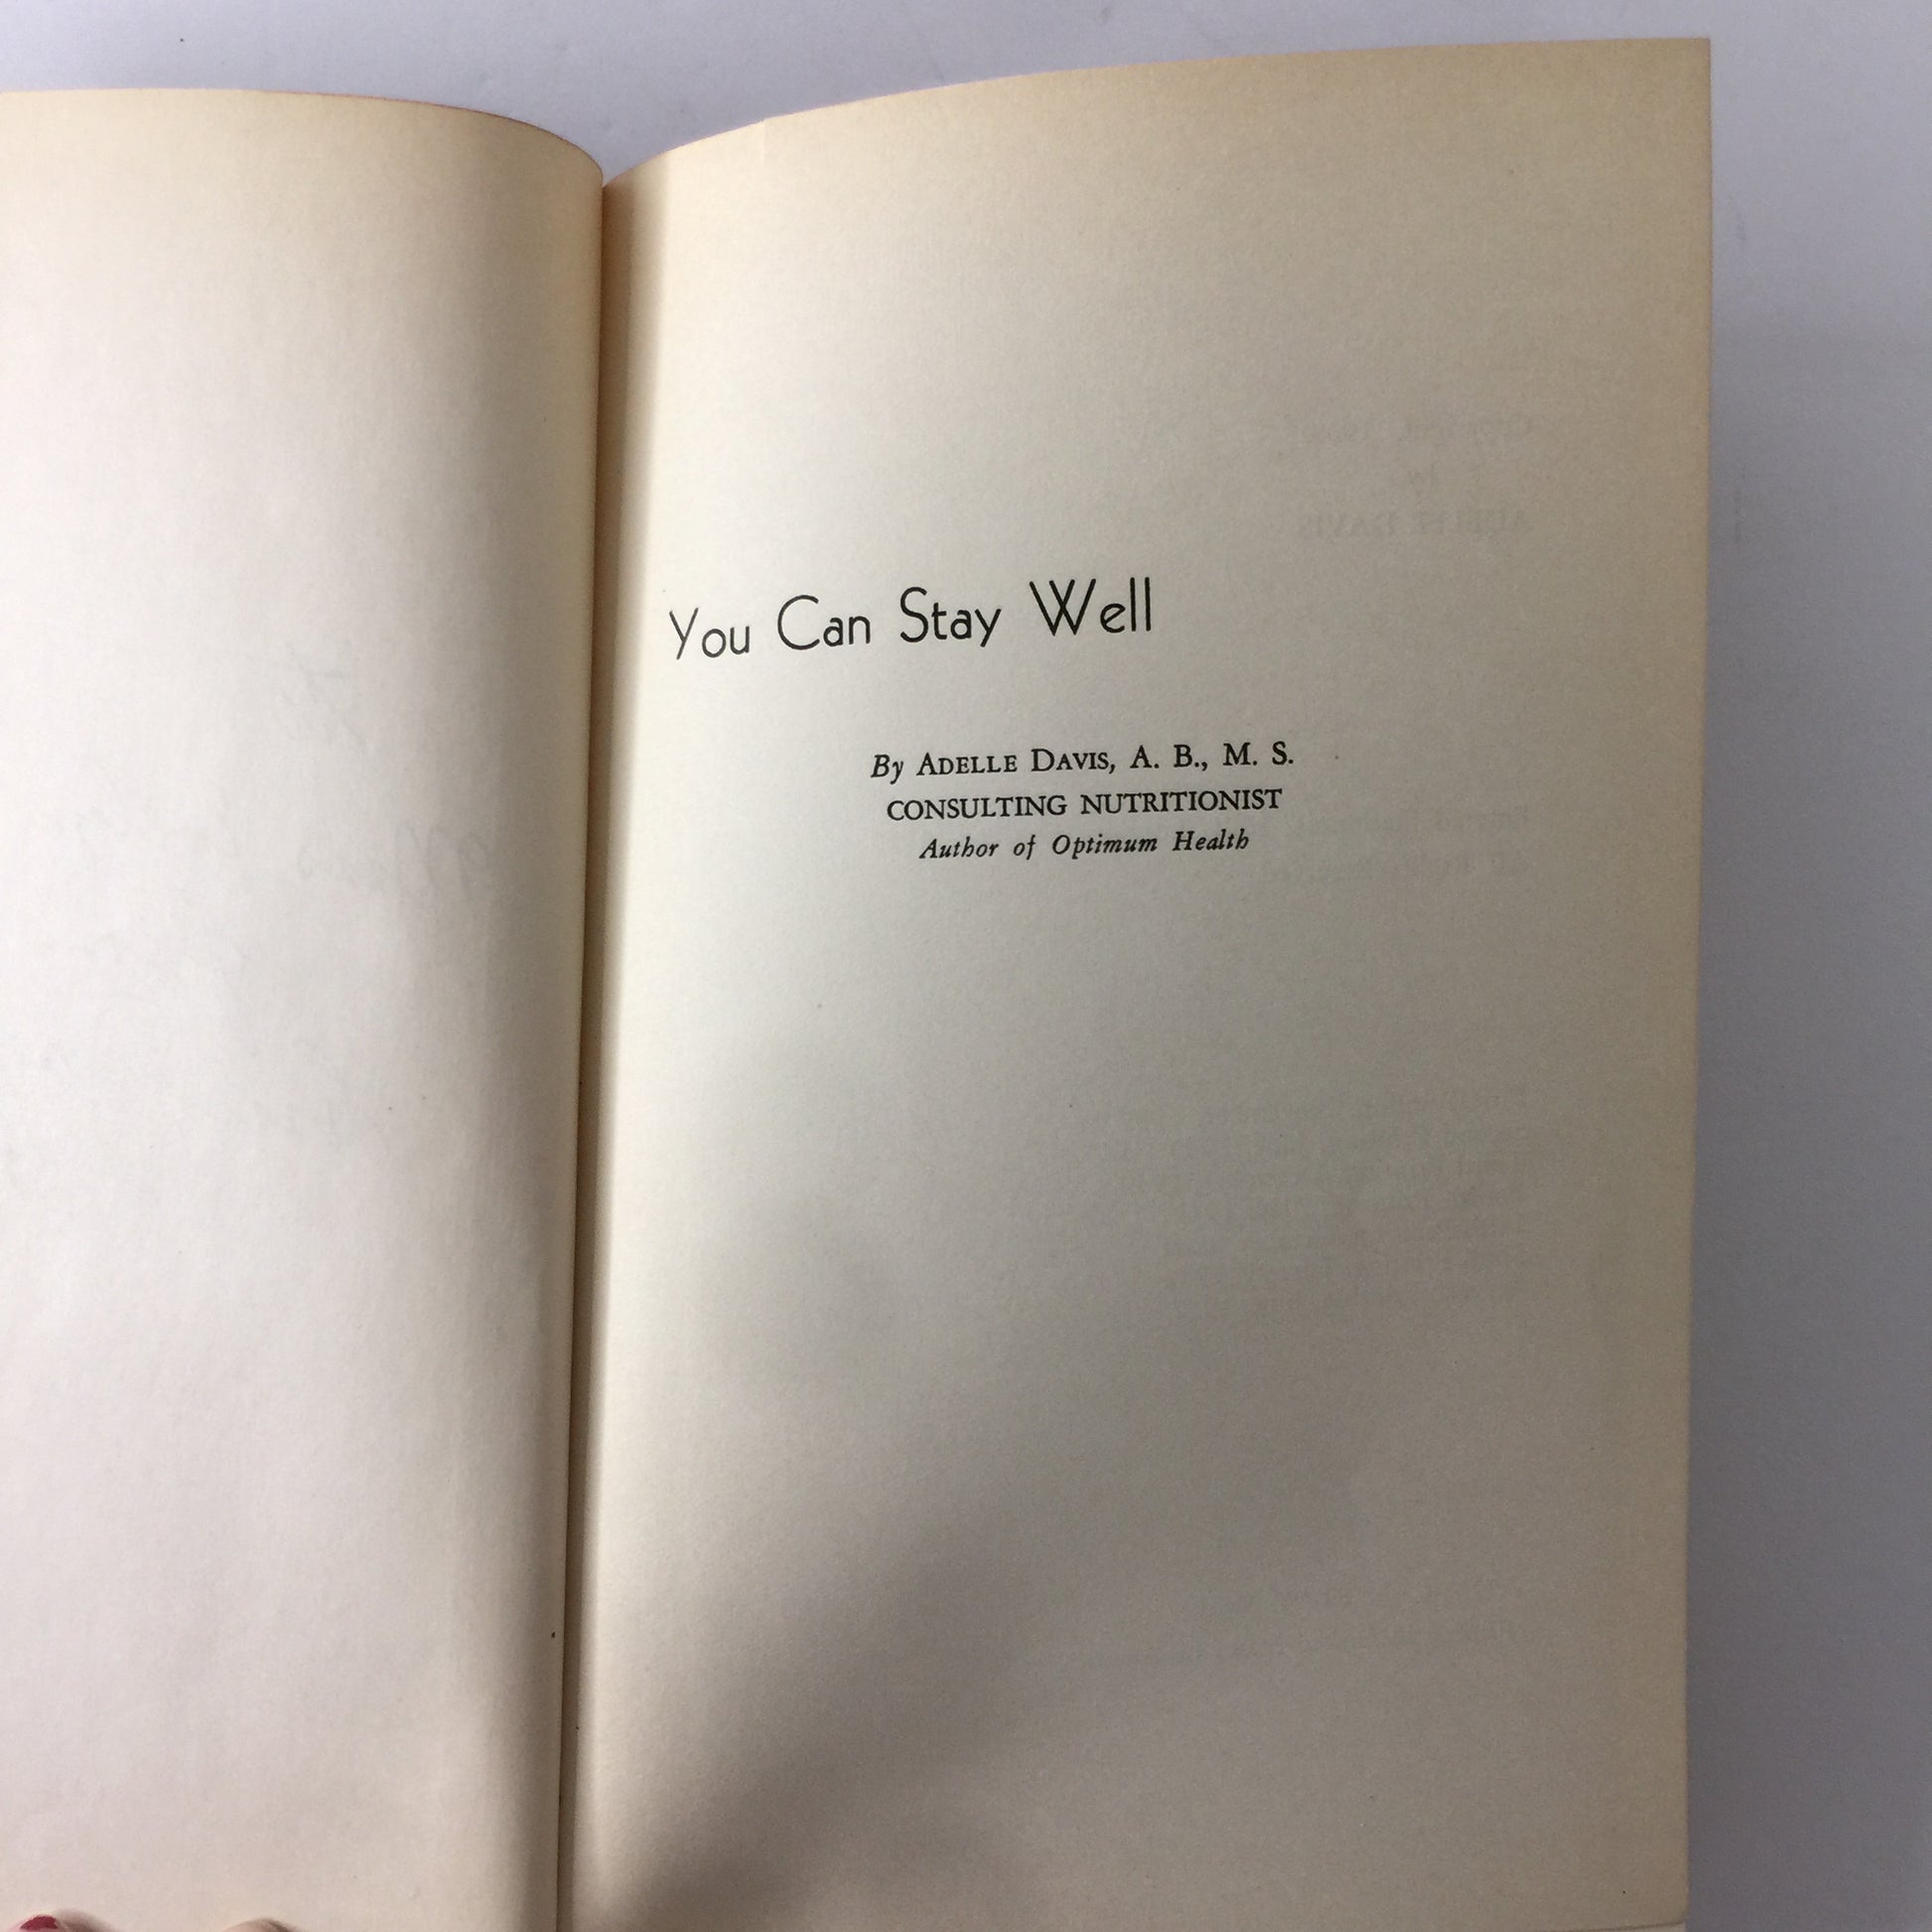 You Can Stay Well
By ADELLE DAVIS, A. B., M. S.
CONSULTING NUTRITIONIST
Author of Optimum Health